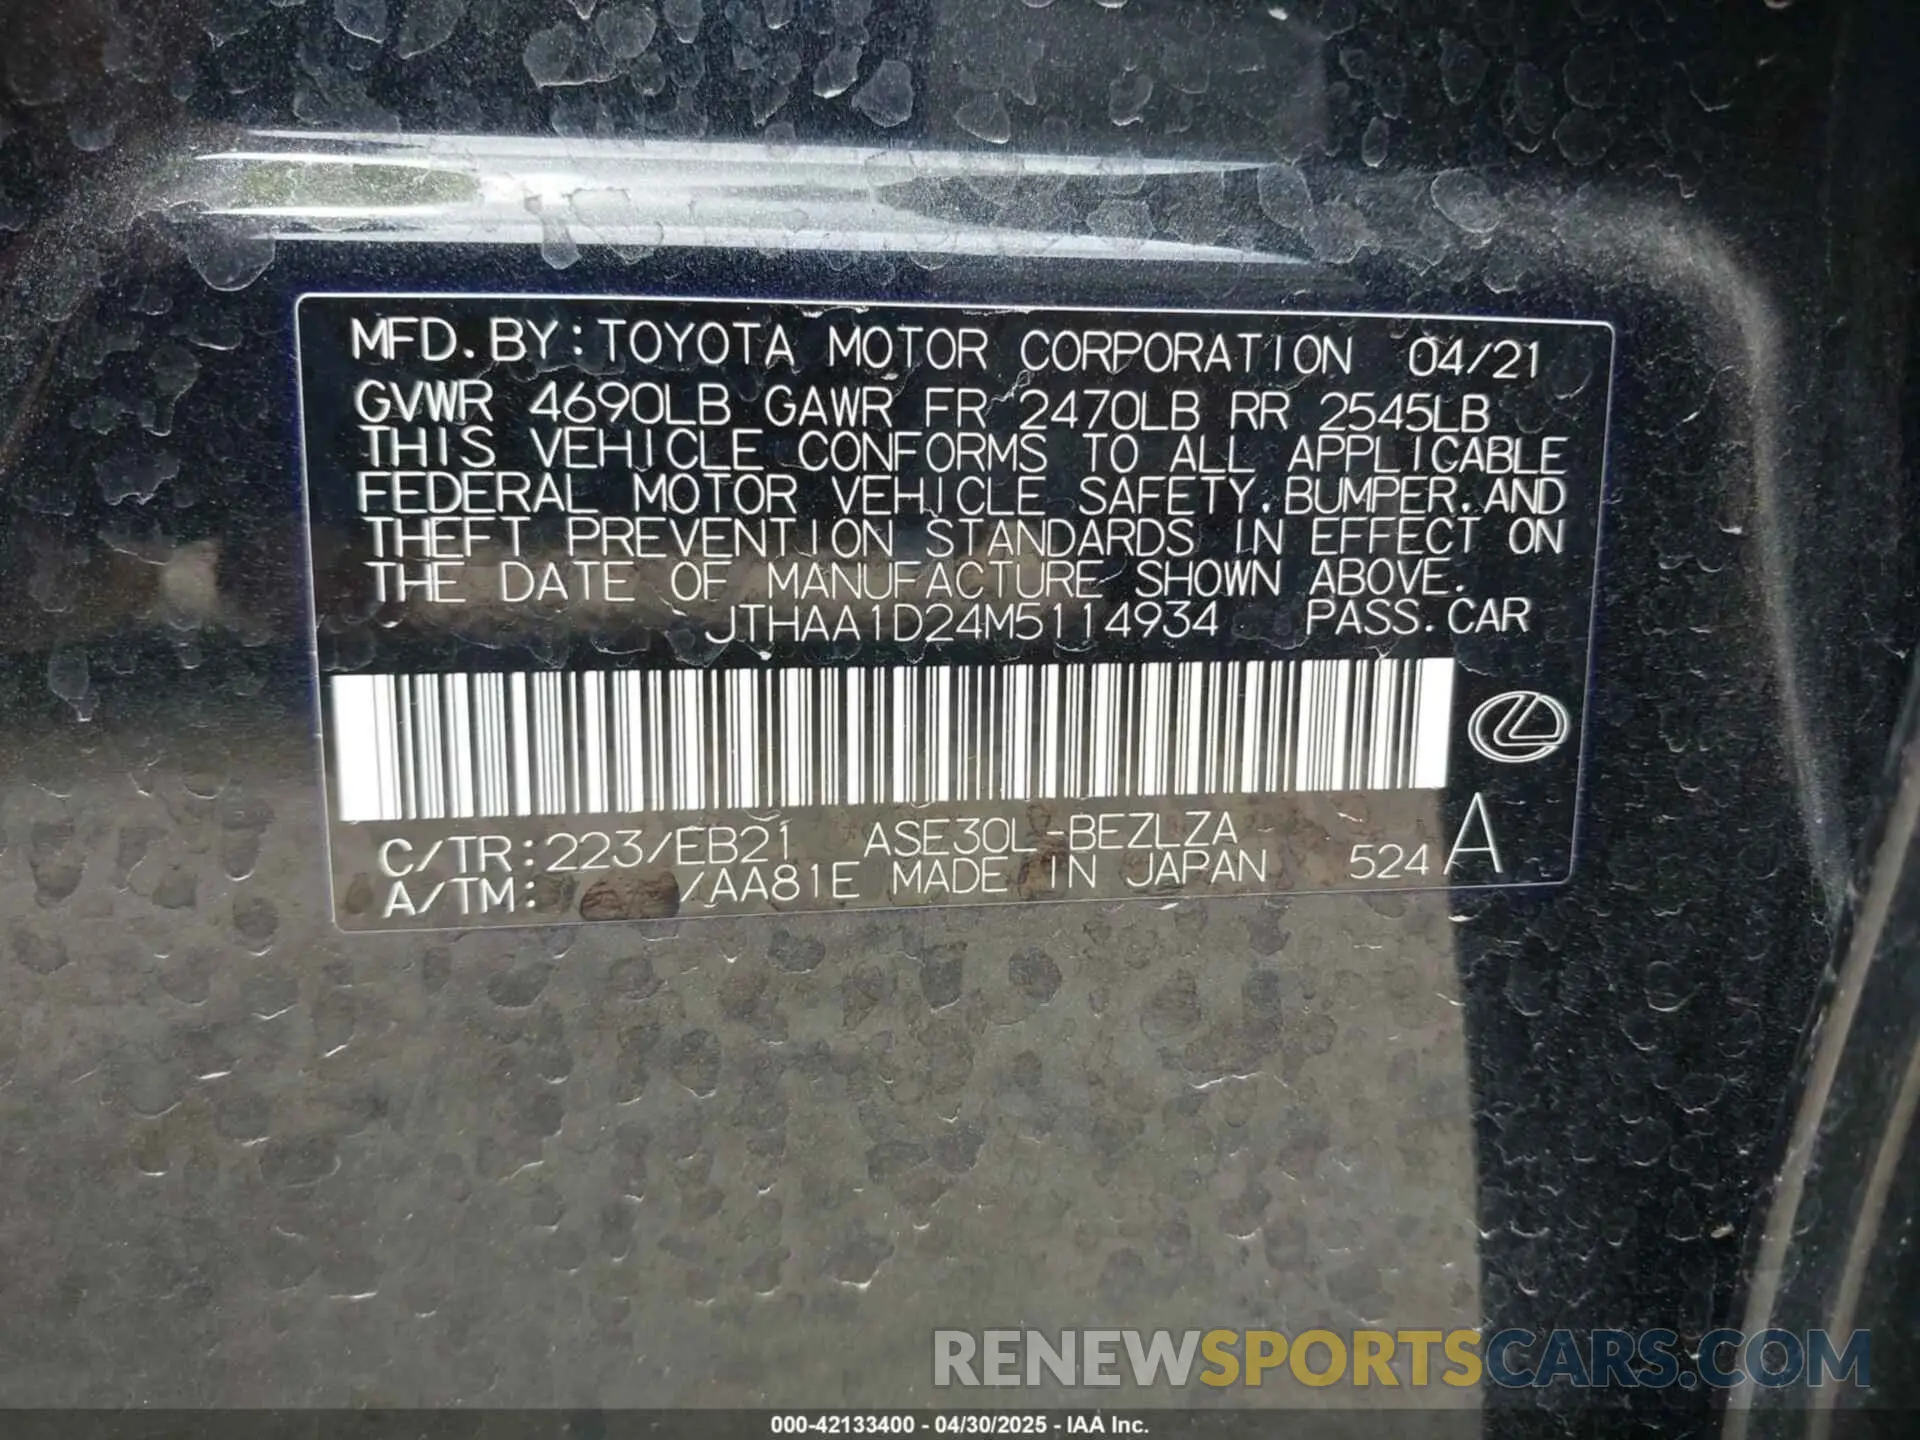 MFD. BY: TOYOTA MOTOR CORPORATION 04/21
GVWR 4690LB GAWR FR 2470LB RR 2545LB
THIS VEHICLE CONFORMS TO ALL APPLICABLE
FEDERAL MOTOR VEHICLE SAFETY, BUMPER, AND
THEFT PREVENTION STANDARDS IN EFFECT ON
THE DATE OF MANUFACTURE SHOWN ABOVE.
JTHAA1D24M5114934 PASS. CAR
C/TR: 223/EB21 ASE30L-BEZLZA
A/TM: /AA81E MADE IN JAPAN 524 A
RENEWSPORTSCARS.COM
000-42133400 - 04/30/2025 - IAA Inc.